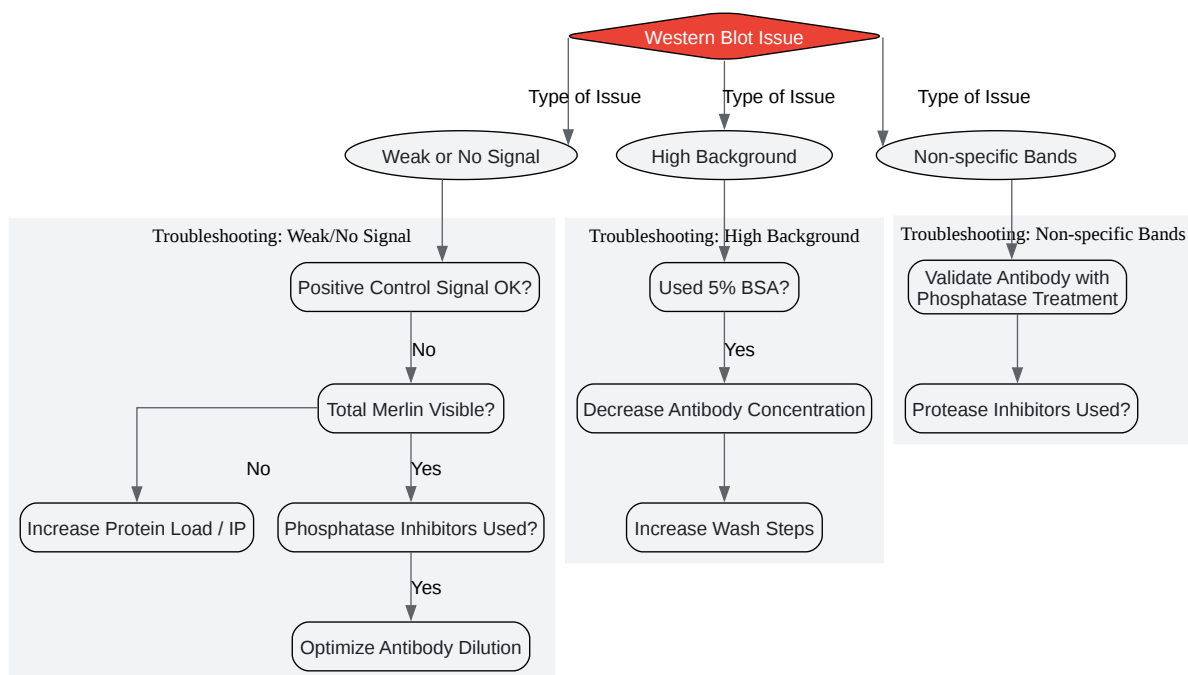 Western Blot Issue
Type of Issue
Type of Issue
Type of Issue
Weak or No Signal
High Background
Non-specific Bands
Troubleshooting: Weak/No Signal
Troubleshooting: High Background
Troubleshooting: Non-specific Bands
Positive Control Signal OK?
Used 5% BSA?
Validate Antibody with
Phosphatase Treatment
No
Yes
Total Merlin Visible?
Decrease Antibody Concentration
Protease Inhibitors Used?
No
Yes
Increase Protein Load / IP
Phosphatase Inhibitors Used?
Increase Wash Steps
Yes
Optimize Antibody Dilution